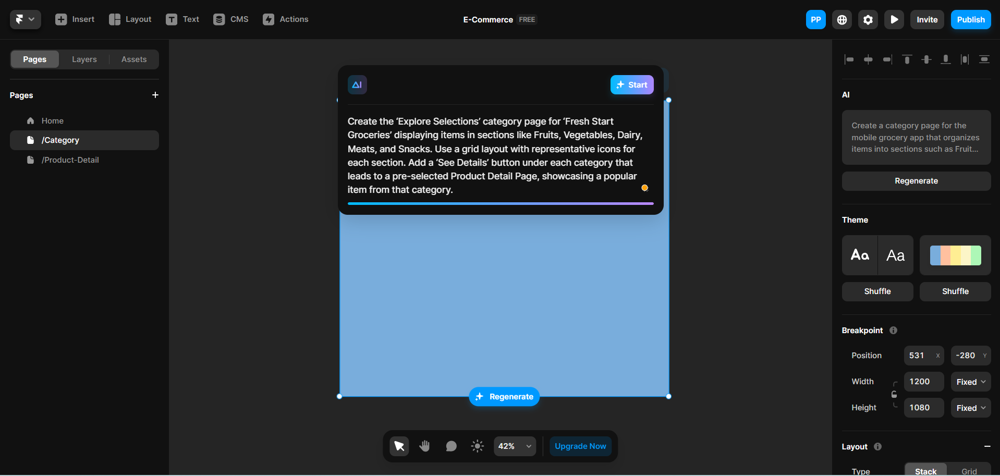 Insert
Layout
Text
CMS
Actions
E-Commerce FREE
PP
Invite
Publish
Pages
Layers
Assets
Pages
Home
/Category
/Product-Detail
AI
Start
Create the ‘Explore Selections’ category page for ‘Fresh Start
Groceries’ displaying items in sections like Fruits, Vegetables, Dairy,
Meats, and Snacks. Use a grid layout with representative icons for
each section. Add a ‘See Details’ button under each category that
leads to a pre-selected Product Detail Page, showcasing a popular
item from that category.
Regenerate
42%
Upgrade Now
AI
Create a category page for the
mobile grocery app that organizes
items into sections such as Fruit...
Regenerate
Theme
Aa
Aa
Shuffle
Shuffle
Breakpoint
Position
531 X
-280 Y
Width
1200
Fixed
Height
1080
Fixed
Layout
Type
Stack
Grid